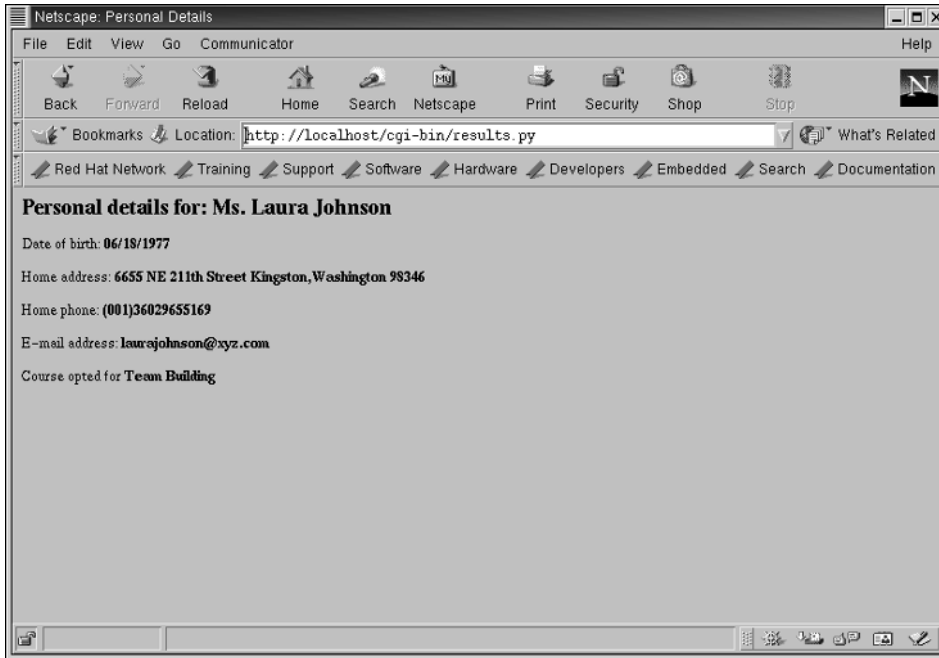 Netscape: Personal Details
File Edit View Go Communicator Help
Back Forward Reload Home Search Netscape Print Security Shop Stop
My
N
Bookmarks Location: http://localhost/cgi-bin/results.py What's Related
Red Hat Network Training Support Software Hardware Developers Embedded Search Documentation
Personal details for: Ms. Laura Johnson
Date of birth: 06/18/1977
Home address: 6655 NE 211th Street Kingston,Washington 98346
Home phone: (001)36029655169
E-mail address: laurajohnson@xyz.com
Course opted for Team Building